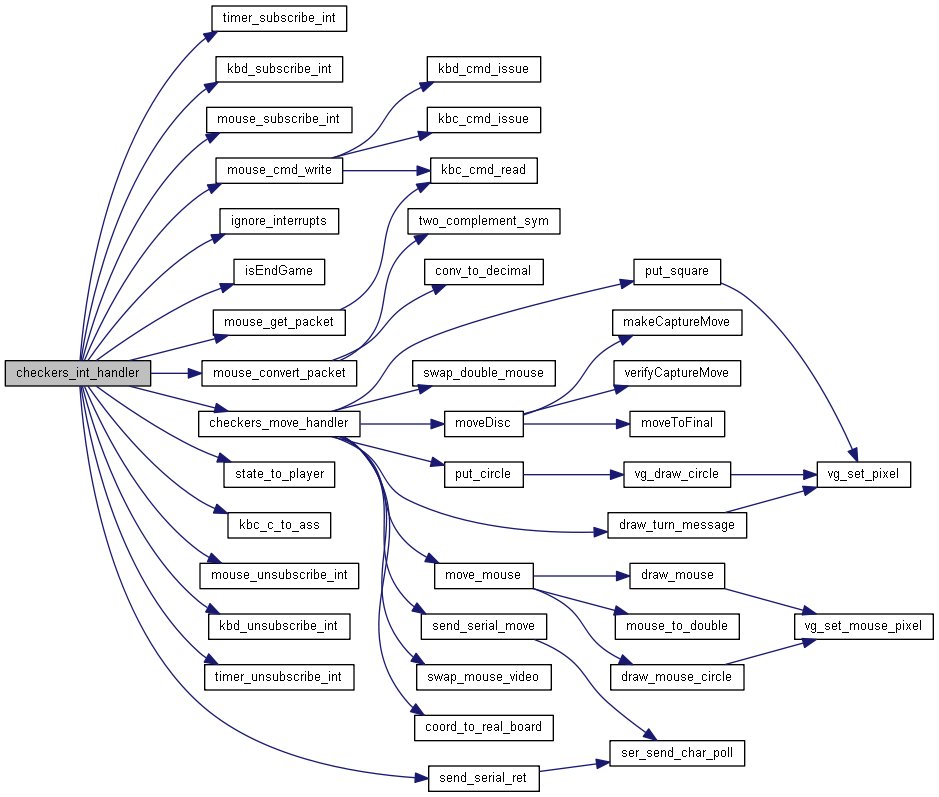 timer_subscribe_int
kbd_subscribe_int
kbd_cmd_issue
mouse_subscribe_int
kbc_cmd_issue
mouse_cmd_write
kbc_cmd_read
ignore_interrupts
two_complement_sym
isEndGame
conv_to_decimal
put_square
mouse_get_packet
makeCaptureMove
checkers_int_handler
mouse_convert_packet
swap_double_mouse
verifyCaptureMove
checkers_move_handler
moveDisc
moveToFinal
state_to_player
put_circle
vg_draw_circle
vg_set_pixel
kbc_c_to_ass
draw_turn_message
mouse_unsubscribe_int
move_mouse
draw_mouse
kbd_unsubscribe_int
send_serial_move
mouse_to_double
vg_set_mouse_pixel
timer_unsubscribe_int
swap_mouse_video
draw_mouse_circle
coord_to_real_board
ser_send_char_poll
send_serial_ret